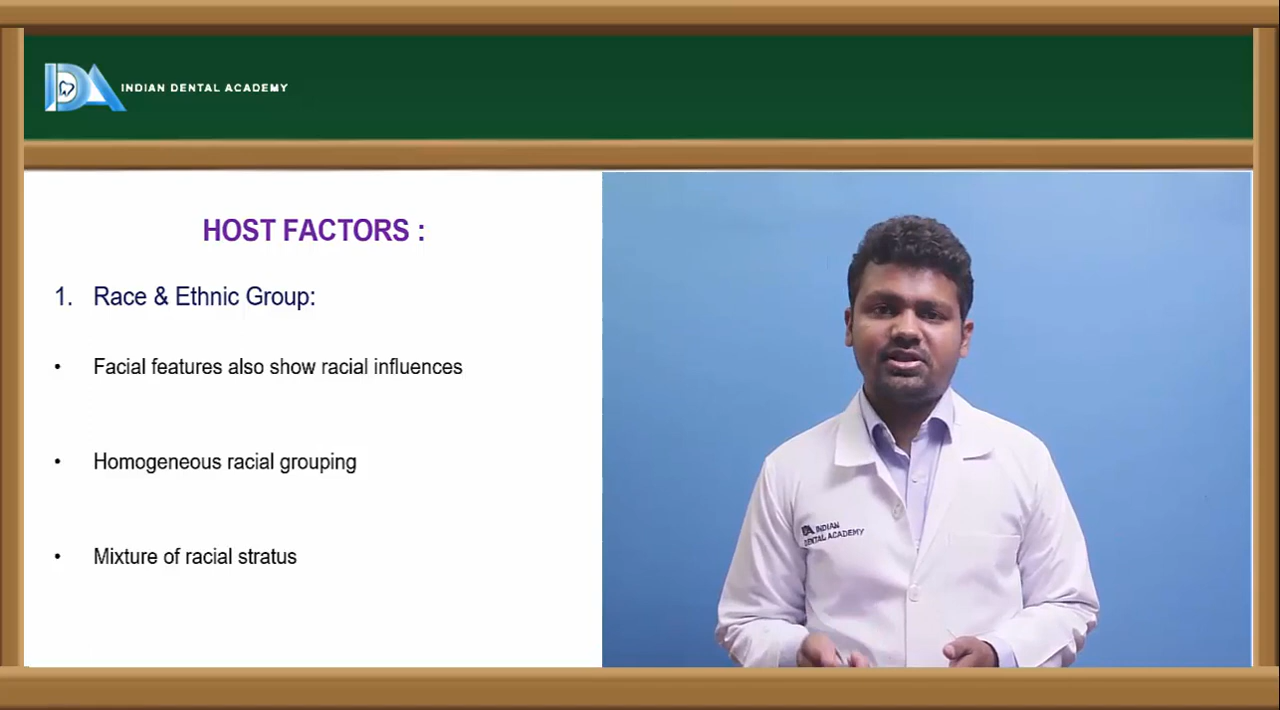 INDIAN DENTAL ACADEMY
HOST FACTORS :
1. Race & Ethnic Group:
• Facial features also show racial influences
• Homogeneous racial grouping
• Mixture of racial stratus
IDA INDIAN
DENTAL ACADEMY